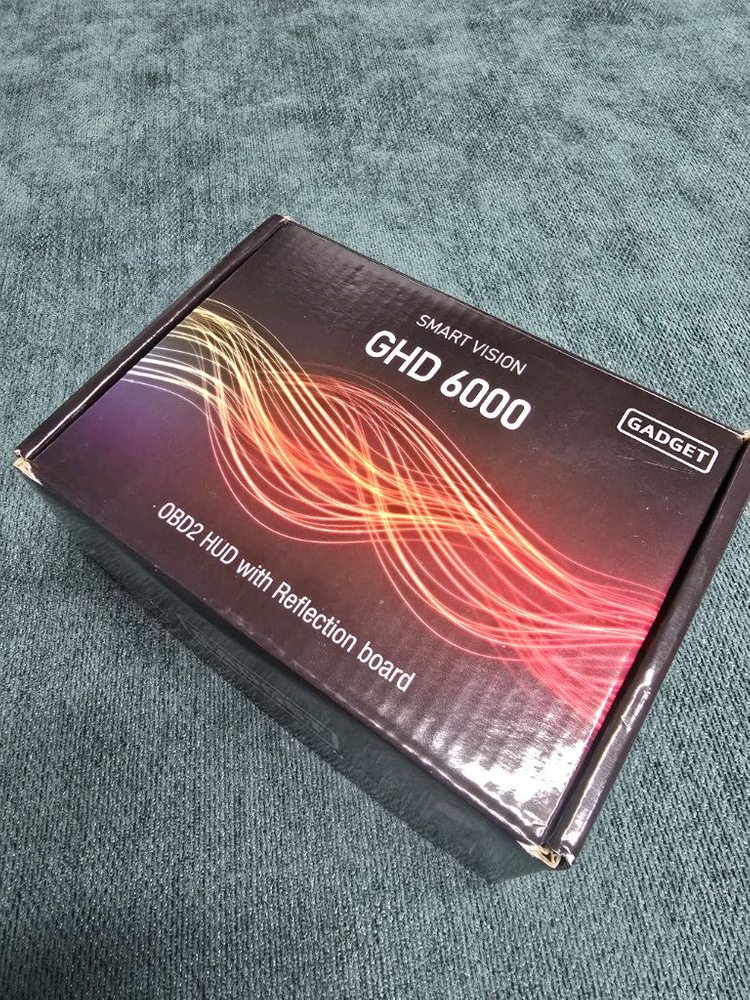 SMART VISION
GHD 6000
GADGET
OBD2 HUD with Reflection board